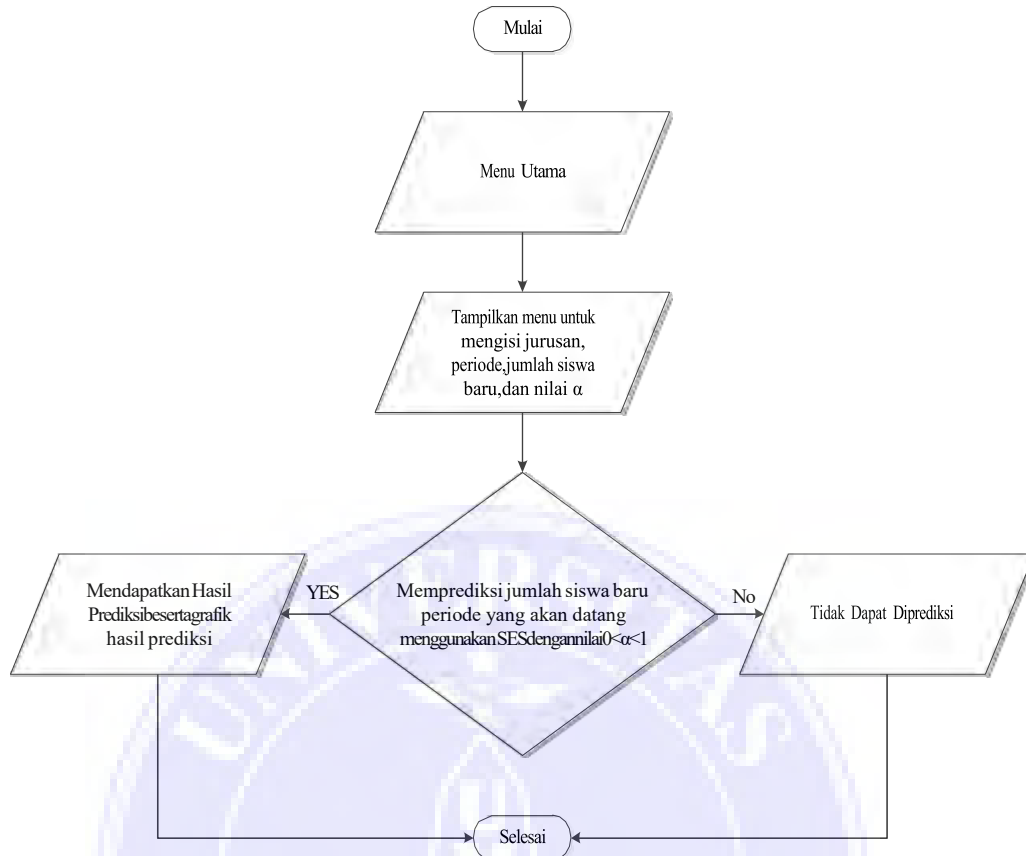 Mulai
Menu Utama
Tampilkan menu untuk
mengisi jurusan,
periode,jumlah siswa
baru,dan nilai α
Mendapatkan Hasil
Prediksibesertagrafik
hasil prediksi
YES
Memprediksi jumlah siswa baru
periode yang akan datang
menggunakanSESdengannilai0<α<1
No
Tidak Dapat Diprediksi
UNIVERSITAS
Selesai